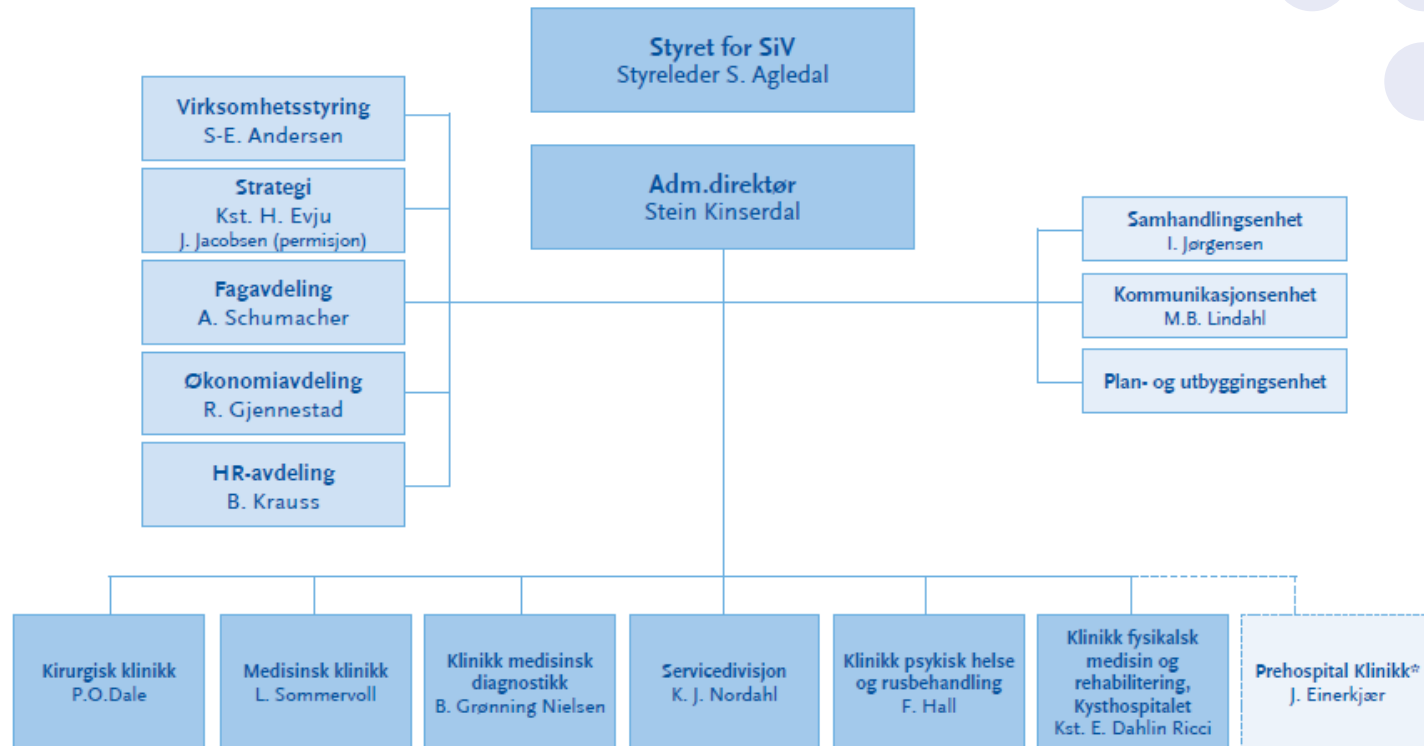 Styret for SiV
Styreleder S. Agledal
Virksomhetsstyring
S-E. Andersen
Adm.direktør
Stein Kinserdal
Strategi
Kst. H. Evju
J. Jacobsen (permisjon)
Samhandlingsenhet
I. Jørgensen
Fagavdeling
A. Schumacher
Kommunikasjonsenhet
M.B. Lindahl
Økonomiavdeling
R. Gjennestad
Plan- og utbyggingsenhet
HR-avdeling
B. Krauss
Kirurgisk klinikk
P.O.Dale
Medisinsk klinikk
L. Sommervoll
Klinikk medisinsk
diagnostikk
B. Grønning Nielsen
Servicedivisjon
K. J. Nordahl
Klinikk psykisk helse
og rusbehandling
F. Hall
Klinikk fysikalsk
medisin og
rehabilitering,
Kysthospitalet
Kst. E. Dahlin Ricci
Prehospital Klinikk*
J. Einerkjær